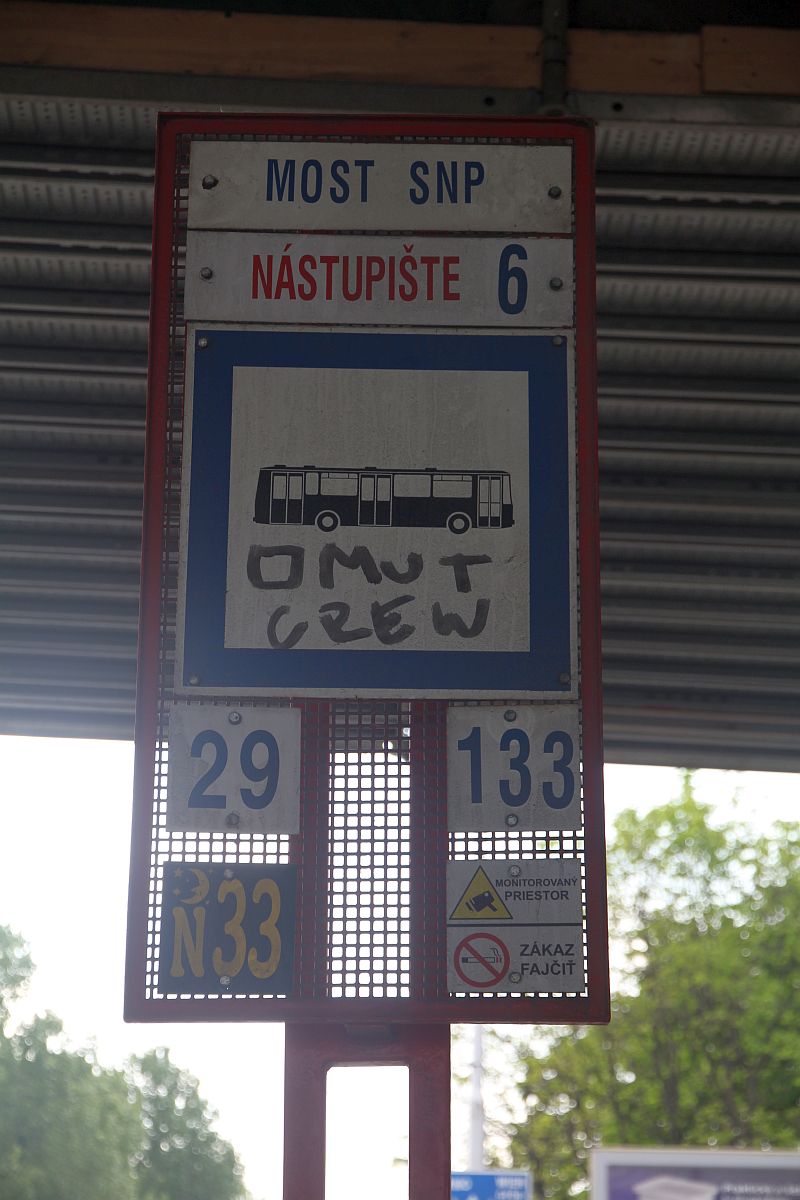 MOST SNP
NÁSTUPIŠTE 6
OMUT
CREW
29
133
N33
MONITOROVANÝ
PRIESTOR
ZÁKAZ
FAJČIŤ